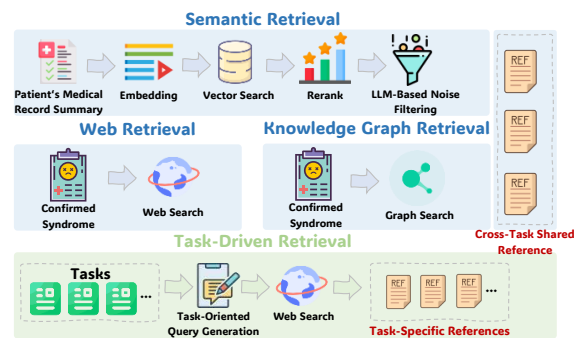 Semantic Retrieval
Patient's Medical
Record Summary
Embedding
Vector Search
Rerank
LLM-Based Noise
Filtering
REF
REF
REF
Cross-Task Shared
Reference
Web Retrieval
Confirmed
Syndrome
Web Search
Knowledge Graph Retrieval
Confirmed
Syndrome
Graph Search
Task-Driven Retrieval
Tasks
...
Task-Oriented
Query Generation
Web Search
REF REF REF ...
Task-Specific References